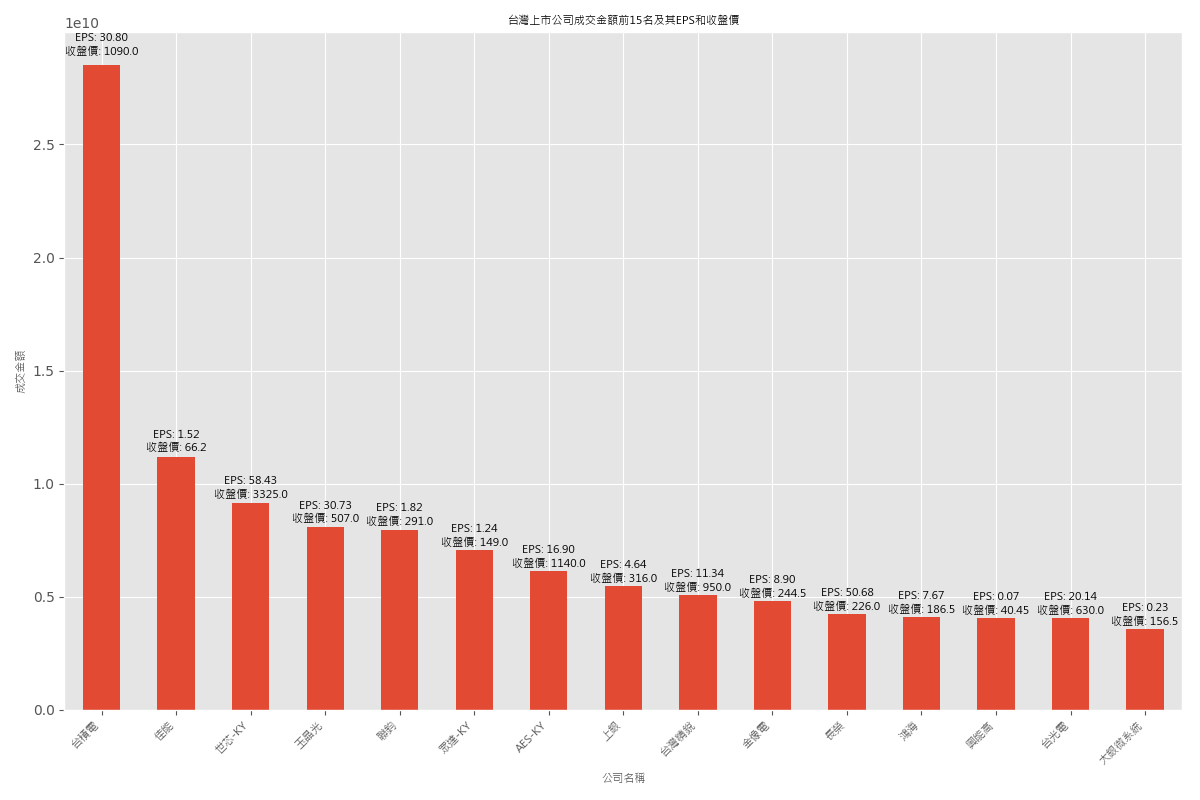 台灣上市公司成交金額前15名及其EPS和收盤價
1e10
EPS: 30.80
收盤價: 1090.0
2.5
2.0
1.5
1.0
0.5
0.0
成交金額
EPS: 1.52
收盤價: 66.2
EPS: 58.43
收盤價: 3325.0
EPS: 30.73
收盤價: 507.0
EPS: 1.82
收盤價: 291.0
EPS: 1.24
收盤價: 149.0
EPS: 16.90
收盤價: 1140.0
EPS: 4.64
收盤價: 316.0
EPS: 11.34
收盤價: 950.0
EPS: 8.90
收盤價: 244.5
EPS: 50.68
收盤價: 226.0
EPS: 7.67
收盤價: 186.5
EPS: 0.07
收盤價: 40.45
EPS: 20.14
收盤價: 630.0
EPS: 0.23
收盤價: 156.5
台積電
佳能
世芯-KY
玉晶光
聯鈞
眾達-KY
AES-KY
上銀
台灣精銳
金像電
長榮
鴻海
興能高
台光電
大銀微系統
公司名稱